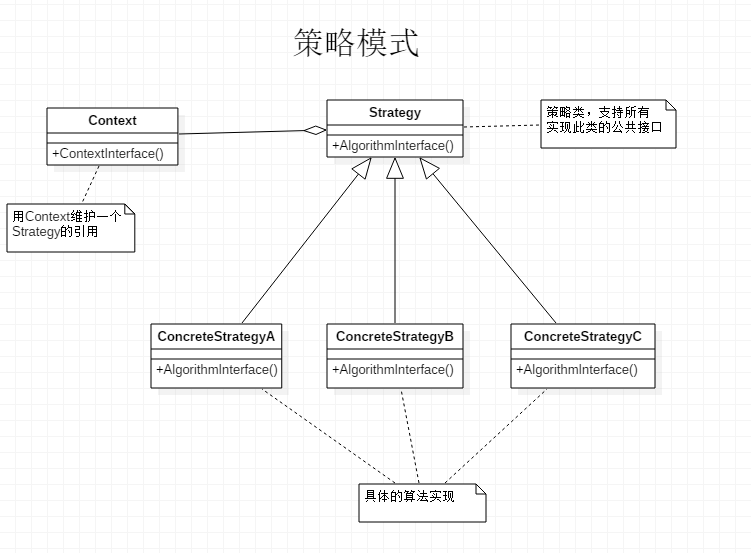 策略模式
Context
+ContextInterface()
Strategy
+AlgorithmInterface()
策略类，支持所有
实现此类的公共接口
用Context维护一个
Strategy的引用
ConcreteStrategyA
+AlgorithmInterface()
ConcreteStrategyB
+AlgorithmInterface()
ConcreteStrategyC
+AlgorithmInterface()
具体的算法实现